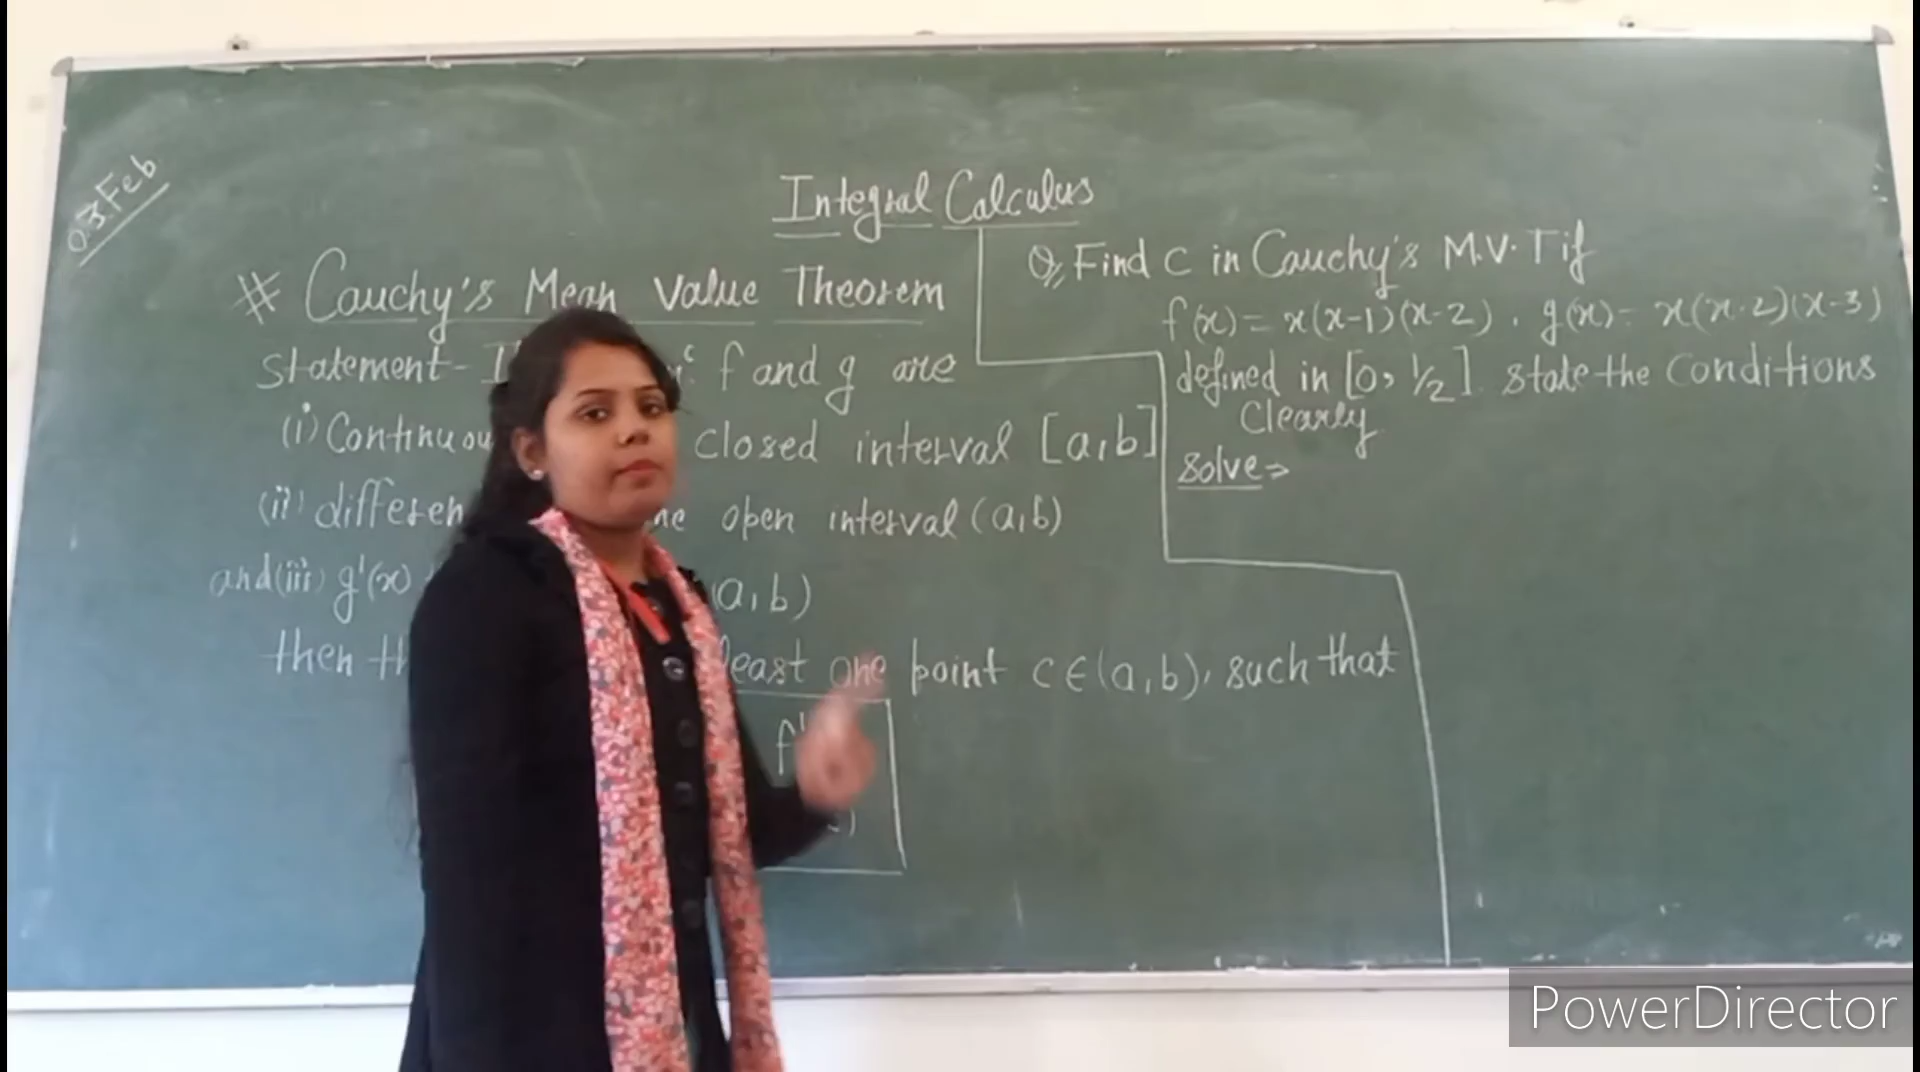 03 Feb
Integral Calculus
# Cauchy's Mean Value Theorem
statement- f and g are
(i) Continuou closed interval [a,b]
(ii) differen open interval (a,b)
and (iii) g'(x) (a,b)
then th least one point c∈(a,b), such that
f'
Q, Find c in Cauchy's M.V.T if
f(x) = x(x-1)(x-2), g(x) = x(x-2)(x-3)
defined in [0, 1/2]. state the Conditions
Clearly
solve⇒
PowerDirector